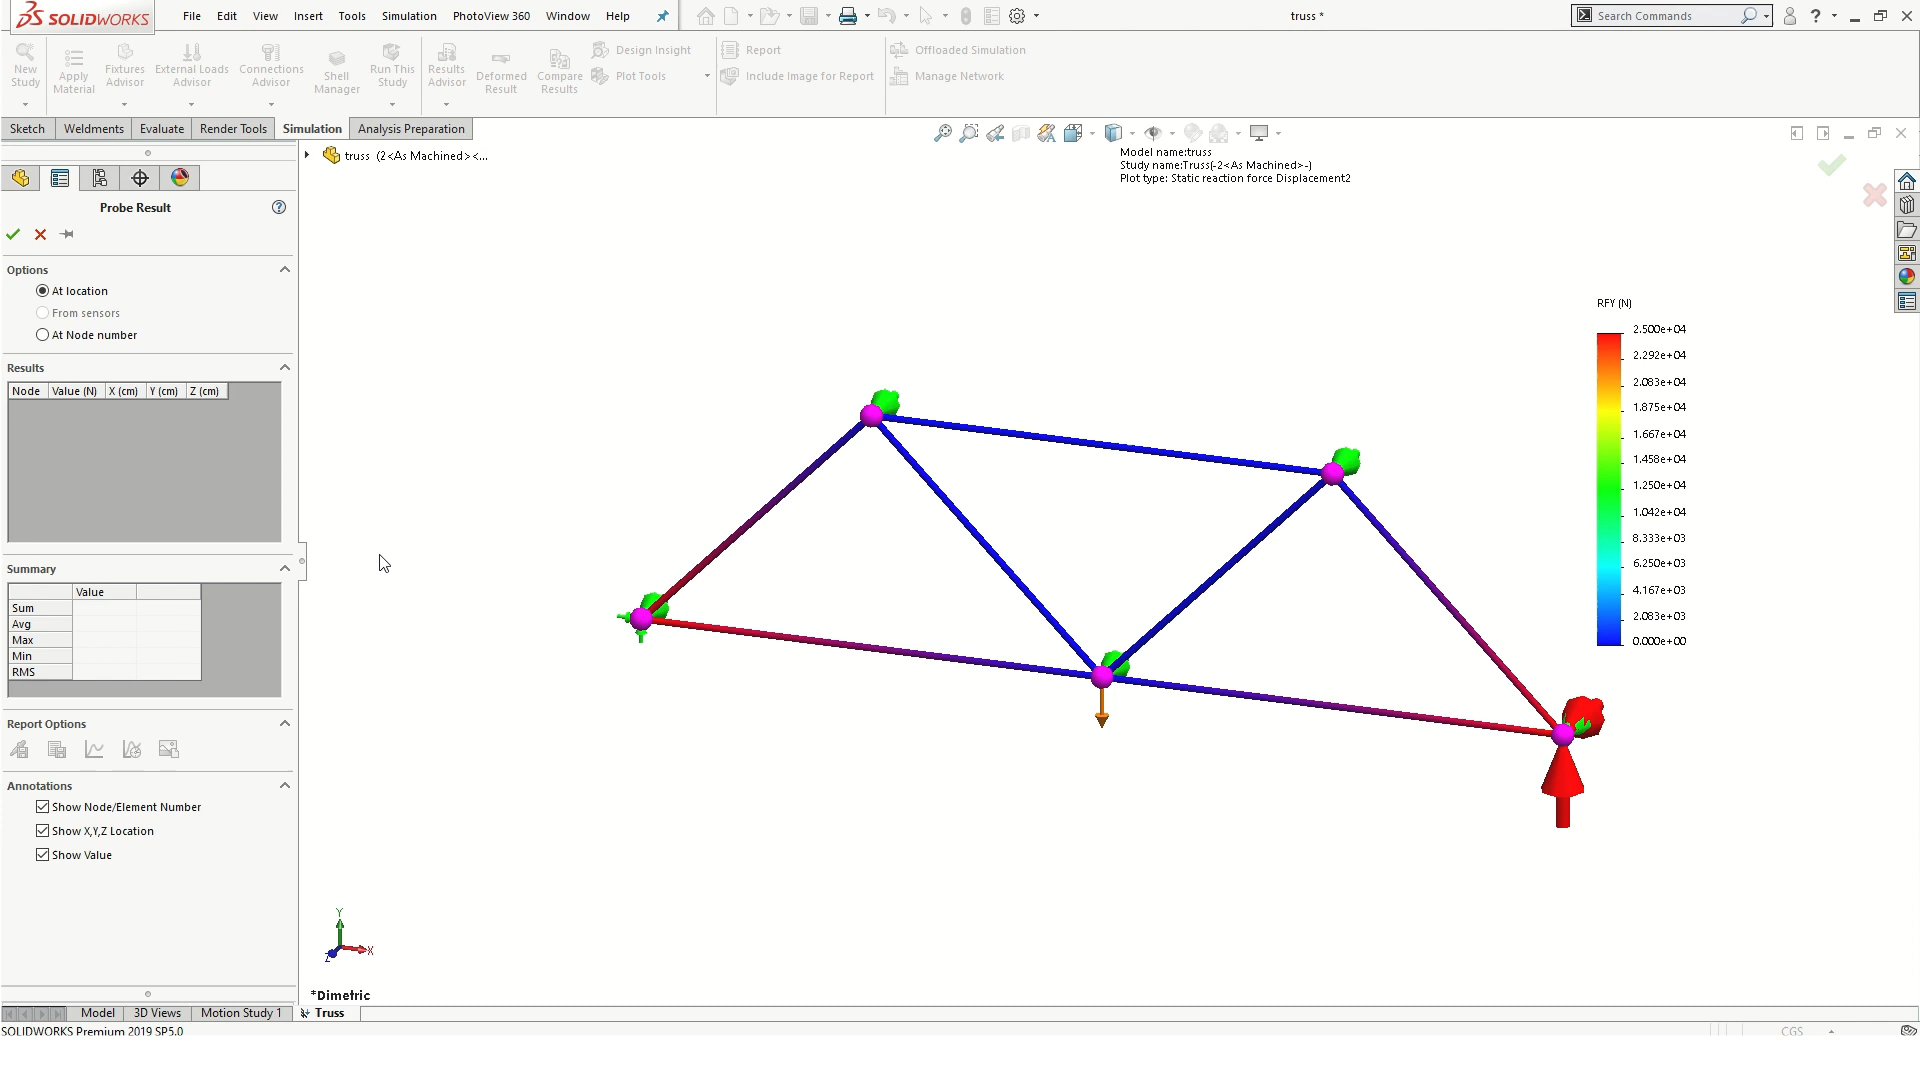 SOLIDWORKS
File Edit View Insert Tools Simulation PhotoView 360 Window Help
truss *
Search Commands
New Study
Apply Material
Fixtures Advisor
External Loads Advisor
Connections Advisor
Shell Manager
Run This Study
Results Advisor
Deformed Result
Compare Results
Design Insight
Plot Tools
Report
Include Image for Report
Offloaded Simulation
Manage Network
Sketch Weldments Evaluate Render Tools Simulation Analysis Preparation
truss (2<As Machined><...
Model name:truss
Study name:Truss(-2<As Machined>-)
Plot type: Static reaction force Displacement2
Probe Result
Options
At location
From sensors
At Node number
Results
Node Value (N) X (cm) Y (cm) Z (cm)
Summary
Value
Sum
Avg
Max
Min
RMS
Report Options
Annotations
Show Node/Element Number
Show X,Y,Z Location
Show Value
RFY (N)
2.500e+04
2.292e+04
2.083e+04
1.875e+04
1.667e+04
1.458e+04
1.250e+04
1.042e+04
8.333e+03
6.250e+03
4.167e+03
2.083e+03
0.000e+00
Y
X
Z
*Dimetric
Model 3D Views Motion Study 1 Truss
SOLIDWORKS Premium 2019 SP5.0
CGS